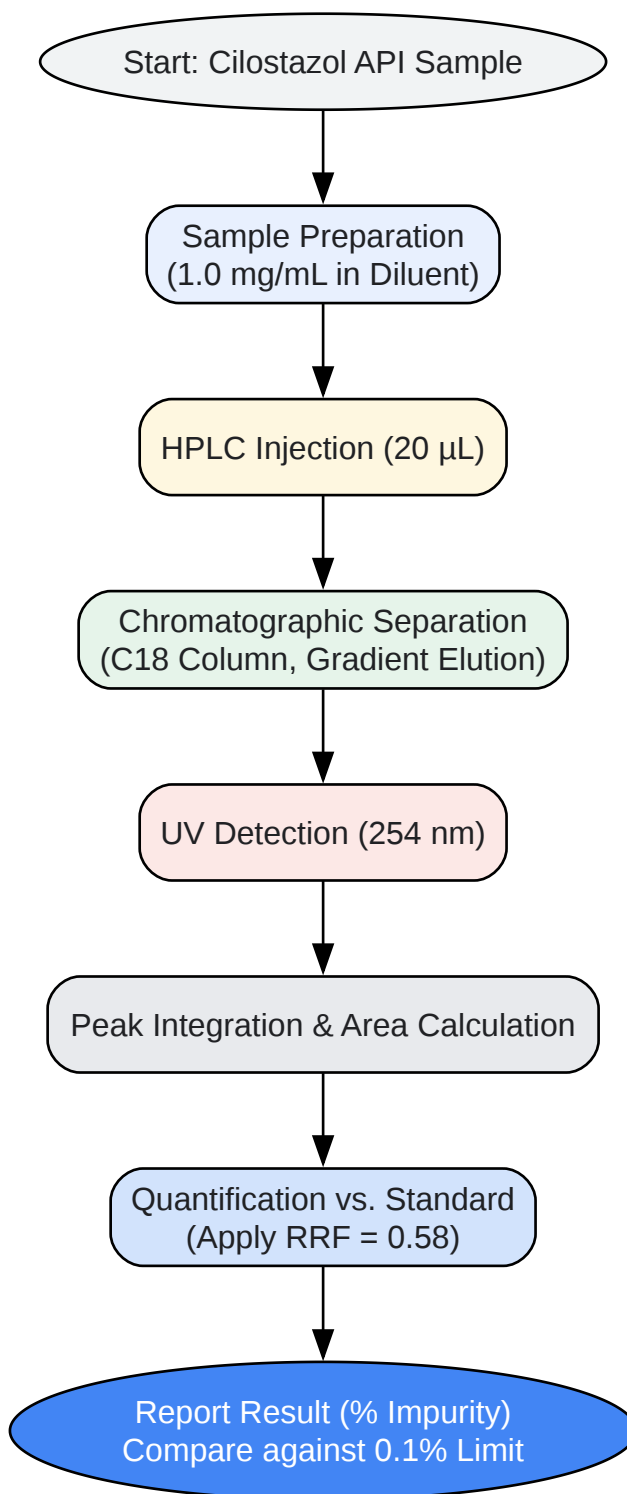 Start: Cilostazol API Sample
Sample Preparation
(1.0 mg/mL in Diluent)
HPLC Injection (20 µL)
Chromatographic Separation
(C18 Column, Gradient Elution)
UV Detection (254 nm)
Peak Integration & Area Calculation
Quantification vs. Standard
(Apply RRF = 0.58)
Report Result (% Impurity)
Compare against 0.1% Limit